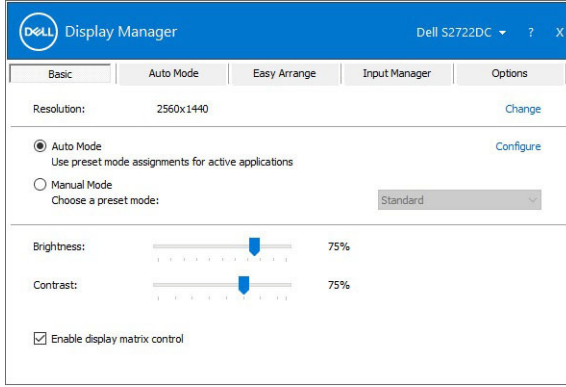 DELL Display Manager Dell S2722DC ? X
Basic Auto Mode Easy Arrange Input Manager Options
Resolution: 2560x1440 Change
Auto Mode Configure
Use preset mode assignments for active applications
Manual Mode
Choose a preset mode: Standard
Brightness: 75%
Contrast: 75%
Enable display matrix control